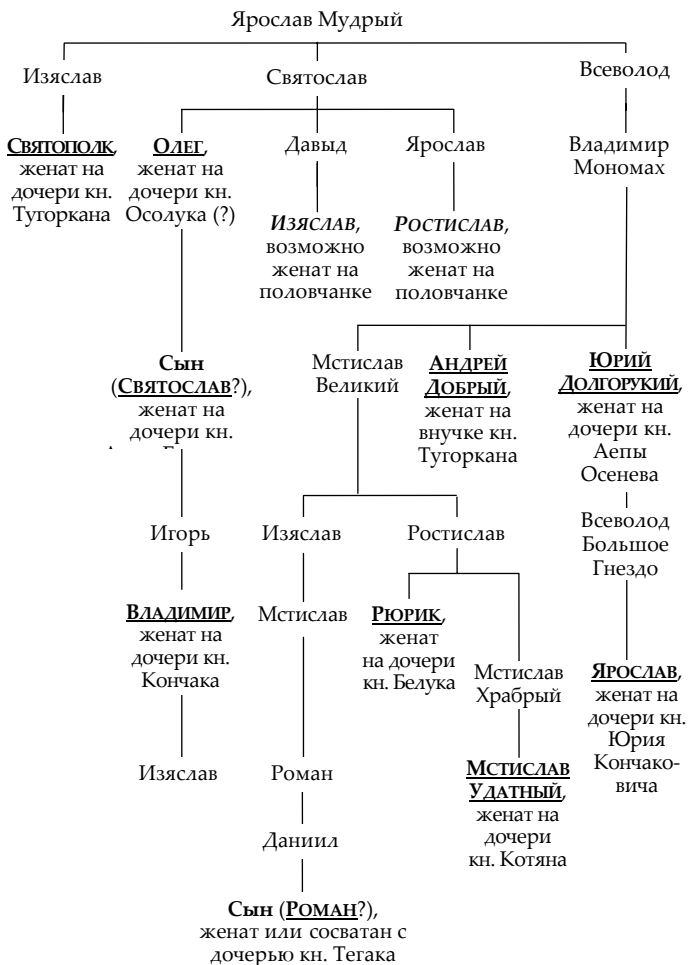 Ярослав Мудрый
Изяслав
Святослав
Всеволод
СВЯТОПОЛК,
женат на
дочери кн.
Тугоркана
ОЛЕГ,
женат на
дочери кн.
Осолука (?)
Давыд
Ярослав
Владимир
Мономах
ИЗЯСЛАВ,
возможно
женат на
половчанке
РОСТИСЛАВ,
возможно
женат на
половчанке
Сын
(СВЯТОСЛАВ?),
женат на
дочери кн.
Мстислав
Великий
АНДРЕЙ
ДОБРЫЙ,
женат на
внучке кн.
Тугоркана
ЮРИЙ
ДОЛГОРУКИЙ,
женат на
дочери кн.
Аепы
Осенева
Игорь
Изяслав
Ростислав
Всеволод
Большое
Гнездо
ВЛАДИМИР,
женат на
дочери кн.
Кончака
Мстислав
РЮРИК,
женат
на дочери
кн. Белука
Мстислав
Храбрый
ЯРОСЛАВ,
женат на
дочери кн.
Юрия
Кончако-
вича
Изяслав
Роман
МСТИСЛАВ
УДАТНЫЙ,
женат на
дочери
кн. Котяна
Даниил
Сын (РОМАН?),
женат или сосватан с
дочерью кн. Тегака